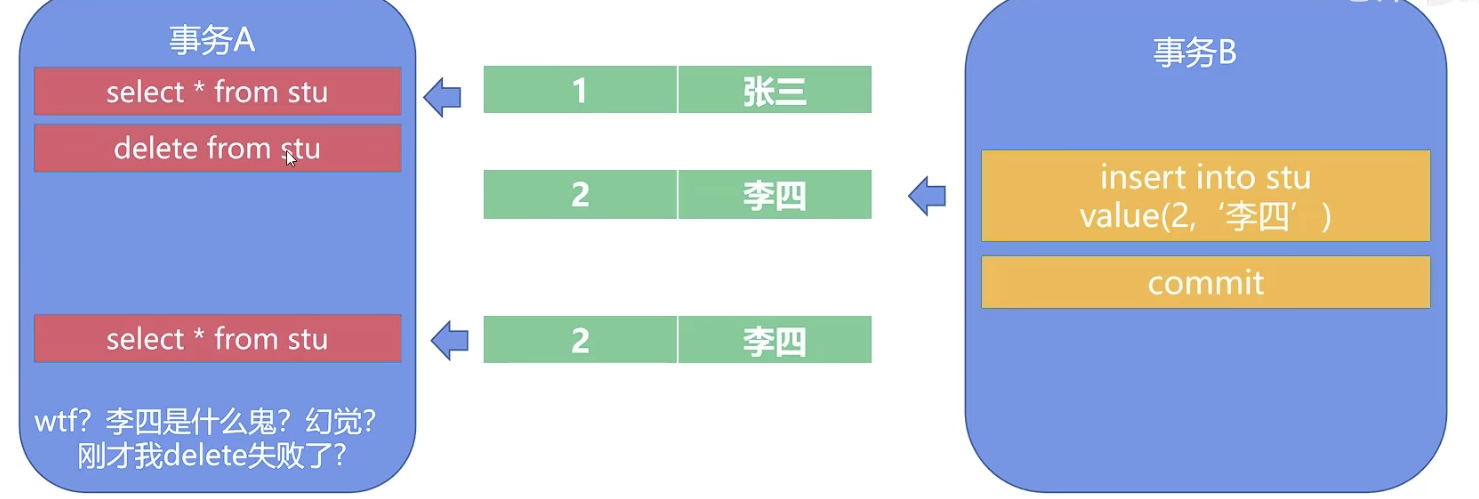 事务A
select * from stu
1 张三
事务B
delete from stu
2 李四
insert into stu
value(2,‘李四’)
commit
select * from stu
2 李四
wtf？李四是什么鬼？幻觉？
刚才我delete失败了?